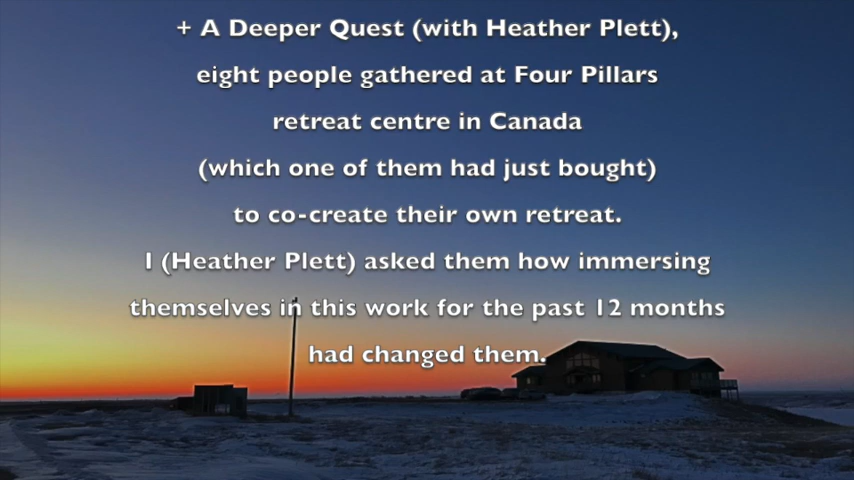 + A Deeper Quest (with Heather Plett),
eight people gathered at Four Pillars
retreat centre in Canada
(which one of them had just bought)
to co-create their own retreat.
I (Heather Plett) asked them how immersing
themselves in this work for the past 12 months
had changed them.